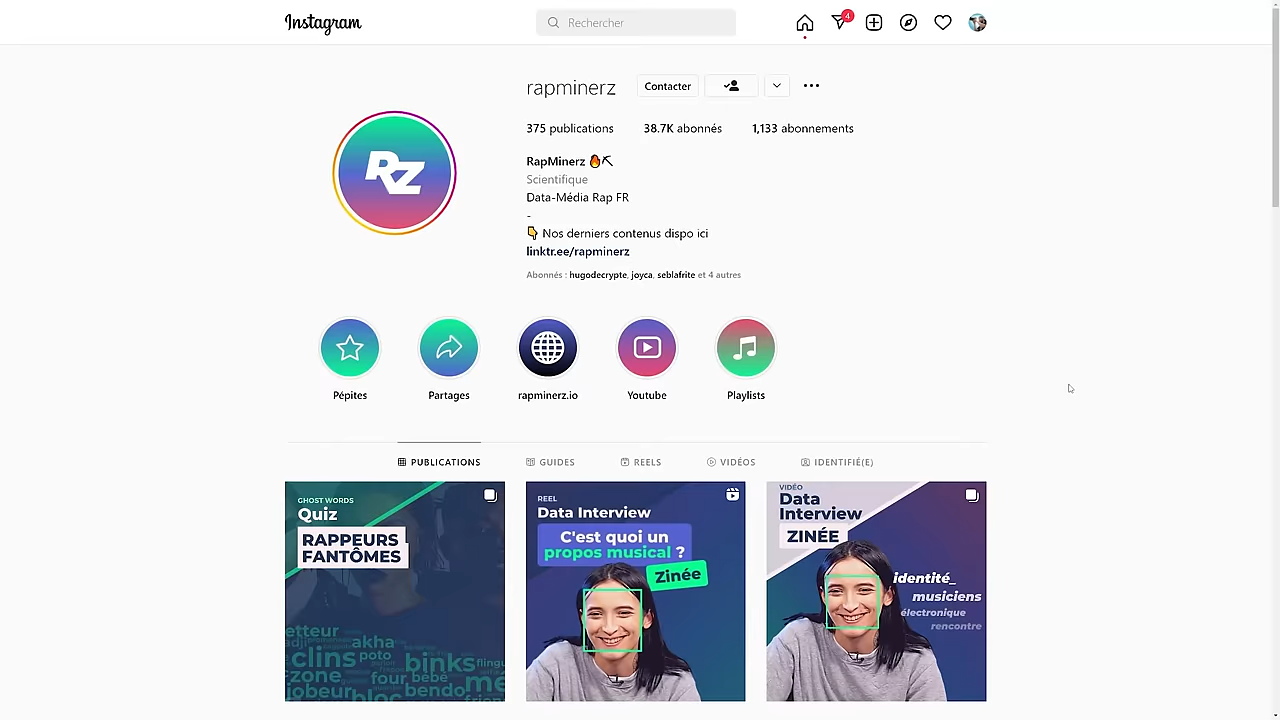 Instagram
Rechercher
4
rapminerz
Contacter
375 publications 38.7K abonnés 1,133 abonnements
RZ
RapMinerz 🔥⛏
Scientifique
Data-Média Rap FR
-
👇 Nos derniers contenus dispo ici
linktr.ee/rapminerz
Abonnés : hugodecrypte, joyca, seblafrite et 4 autres
Pépites Partages rapminerz.io Youtube Playlists
PUBLICATIONS GUIDES REELS VIDÉOS IDENTIFIÉ(E)
GHOST WORDS
Quiz
RAPPEURS
FANTÔMES
akha
poto
clins
binks
zone
four bébé
bendo
REEL
Data Interview
C'est quoi un
propos musical ?
Zinée
VIDÉO
Data
Interview
ZINÉE
identité_
musiciens
électronique
rencontre